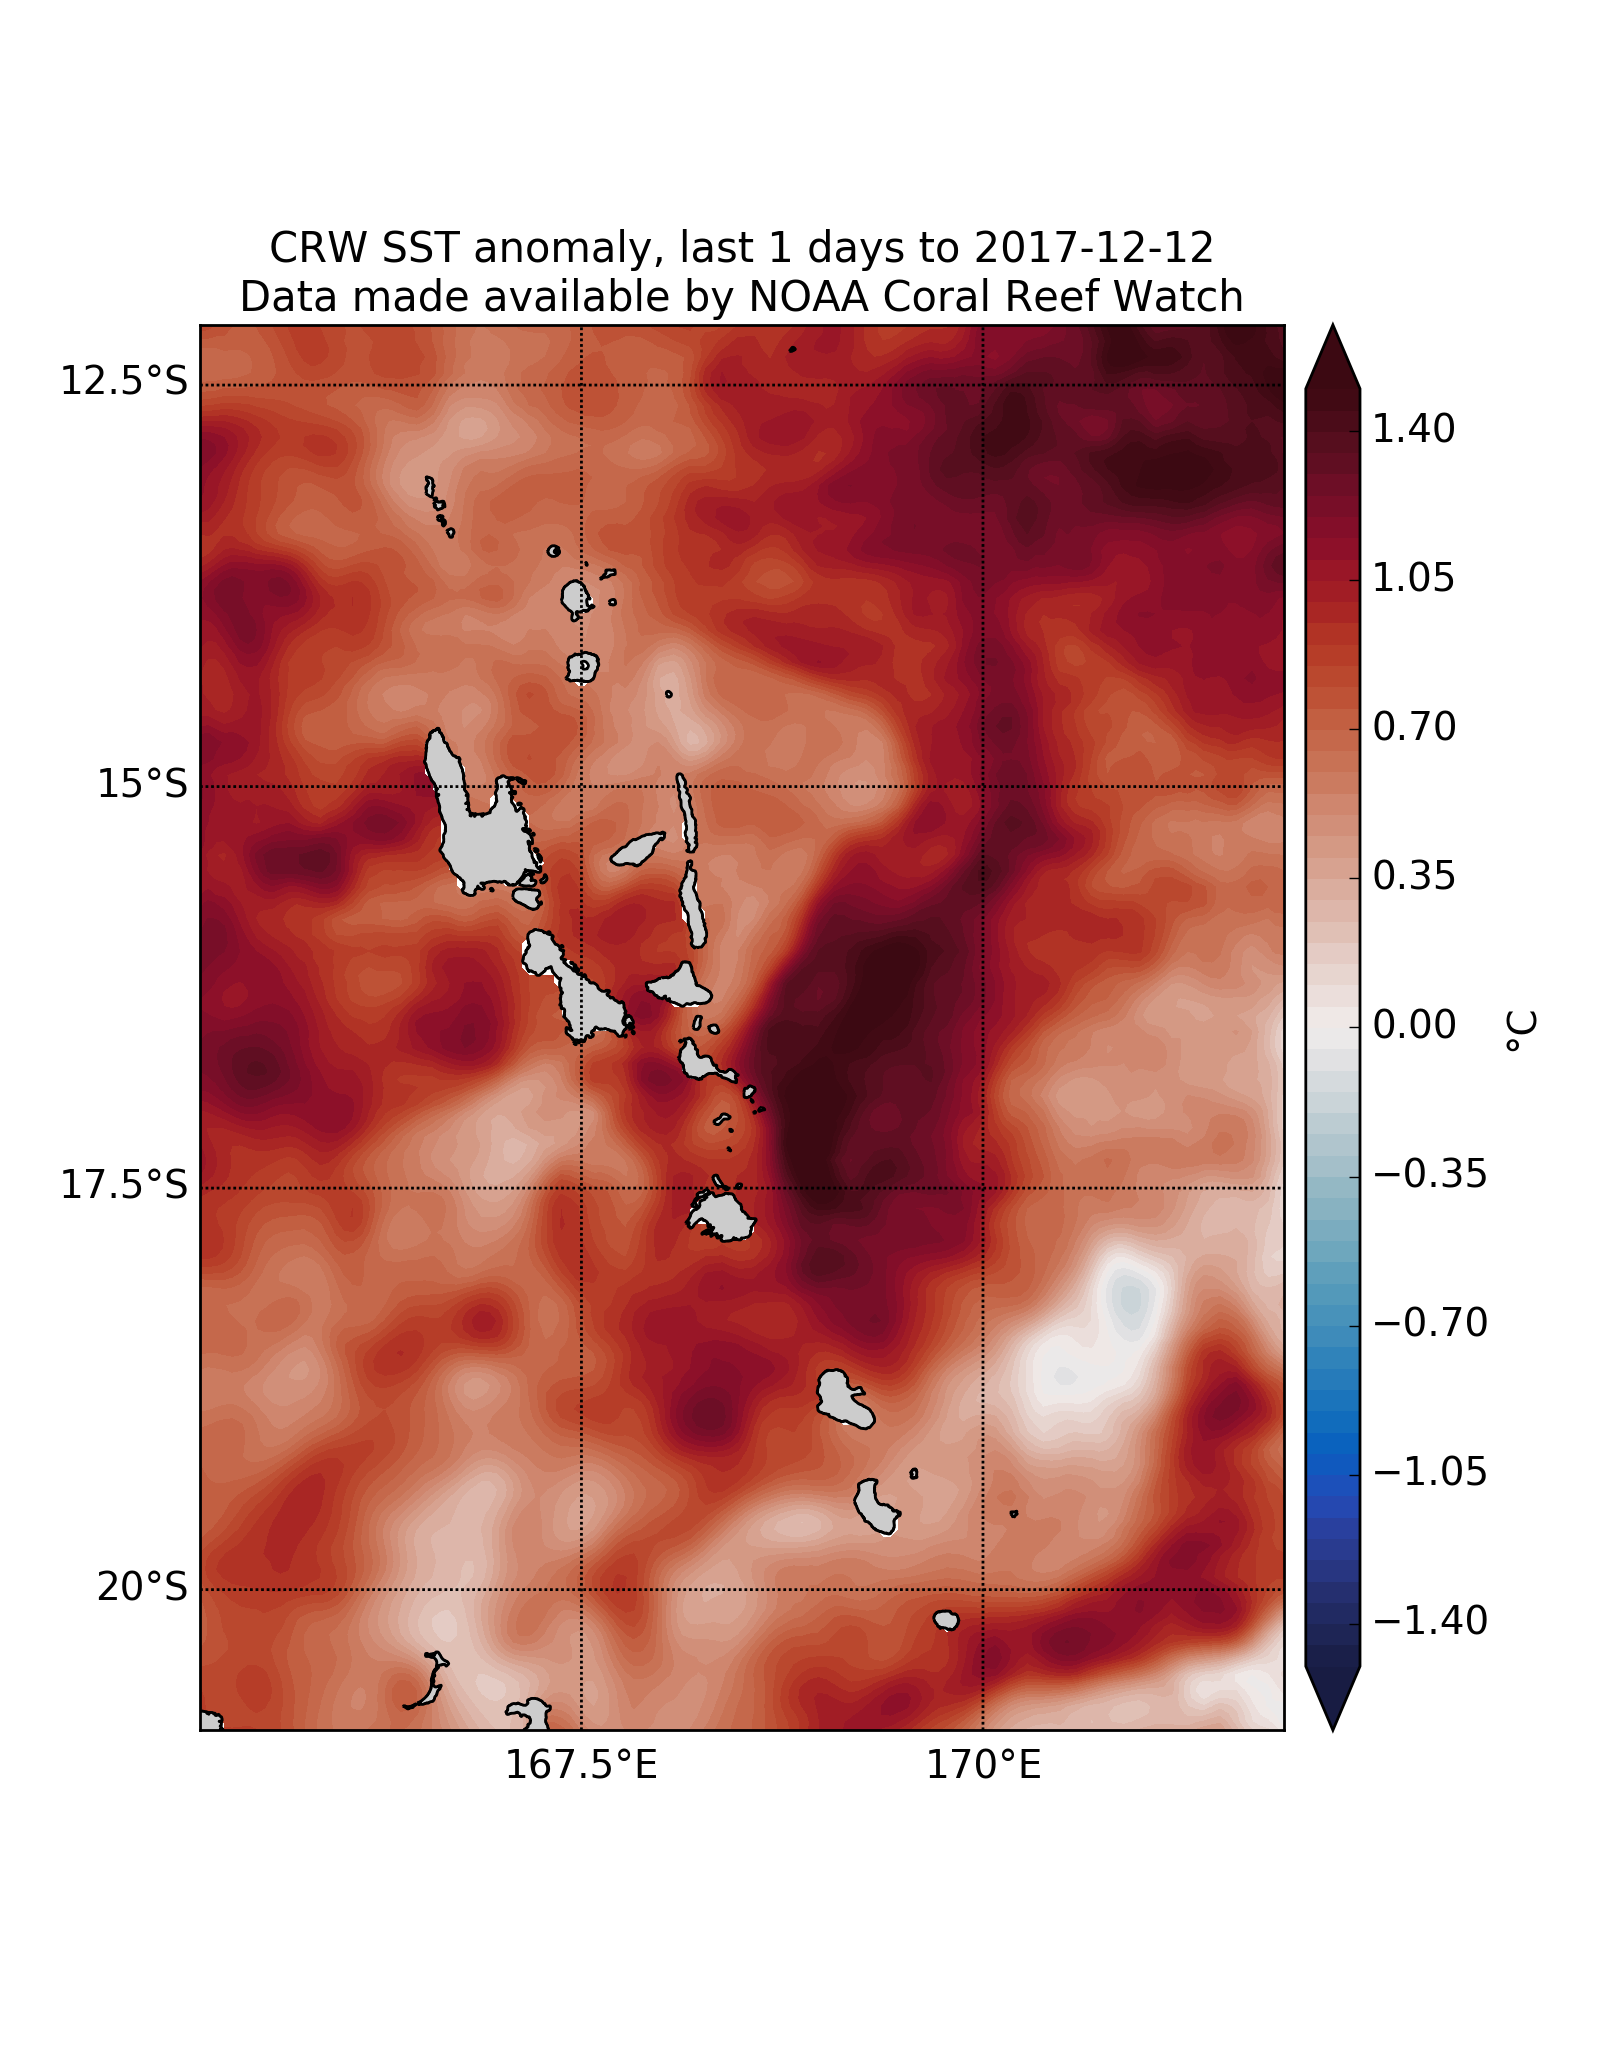 CRW SST anomaly, last 1 days to 2017-12-12
Data made available by NOAA Coral Reef Watch
12.5°S
15°S
17.5°S
20°S
167.5°E
170°E
1.40
1.05
0.70
0.35
0.00
−0.35
−0.70
−1.05
−1.40
°C